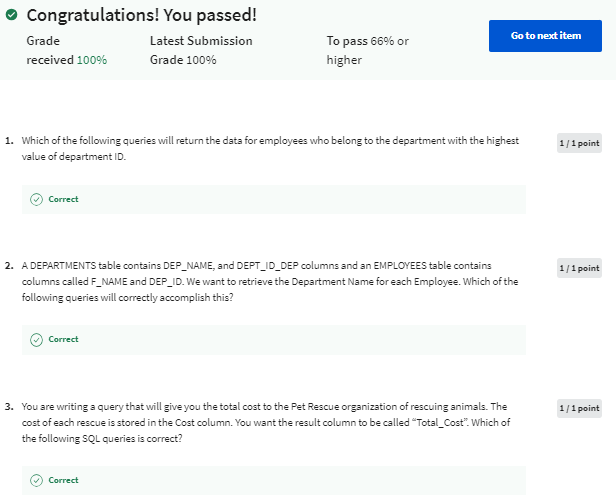 Congratulations! You passed!
Grade
received 100%
Latest Submission
Grade 100%
To pass 66% or
higher
Go to next item
1. Which of the following queries will return the data for employees who belong to the department with the highest
value of department ID.
1 / 1 point
Correct
2. A DEPARTMENTS table contains DEP_NAME, and DEPT_ID_DEP columns and an EMPLOYEES table contains
columns called F_NAME and DEP_ID. We want to retrieve the Department Name for each Employee. Which of the
following queries will correctly accomplish this?
1 / 1 point
Correct
3. You are writing a query that will give you the total cost to the Pet Rescue organization of rescuing animals. The
cost of each rescue is stored in the Cost column. You want the result column to be called “Total_Cost”. Which of
the following SQL queries is correct?
1 / 1 point
Correct